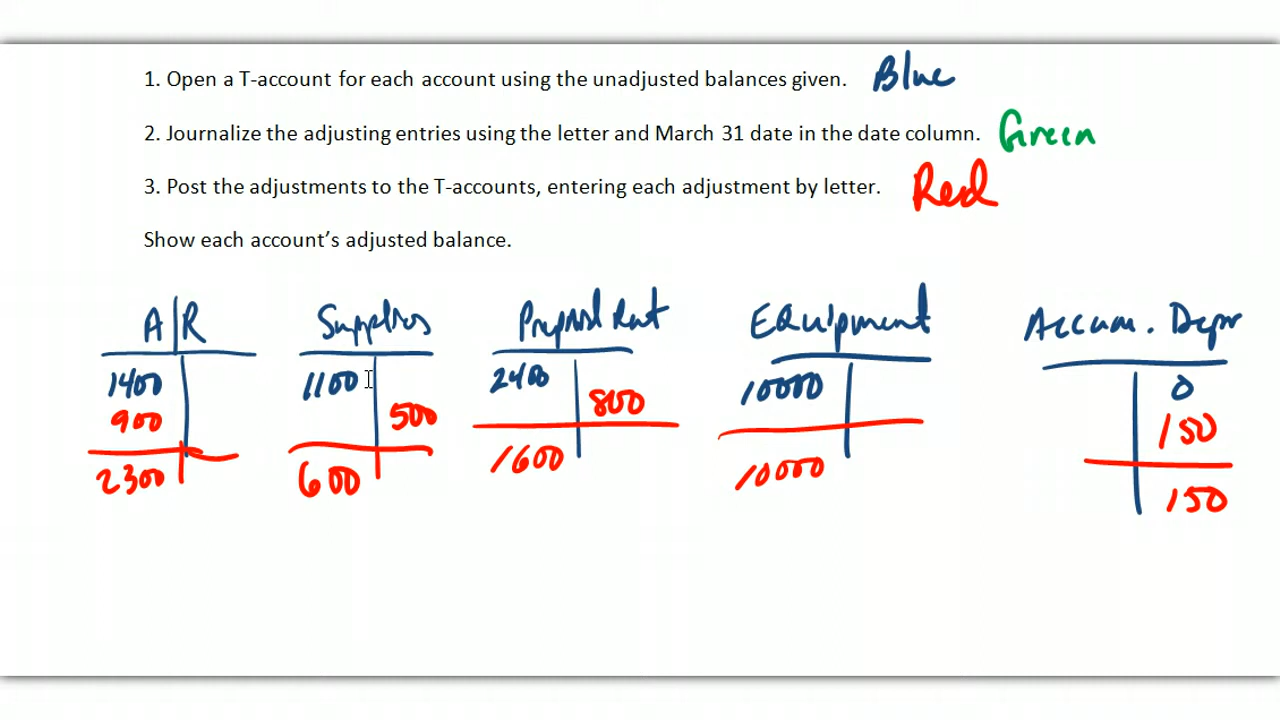 1. Open a T-account for each account using the unadjusted balances given. Blue
2. Journalize the adjusting entries using the letter and March 31 date in the date column. Green
3. Post the adjustments to the T-accounts, entering each adjustment by letter. Red
Show each account’s adjusted balance.
A R Supplies Prepaid Rent Equipment Accum. Depr
1400 1100 2400 10000 0
900 500 800 150
2300 600 1600 10000 150